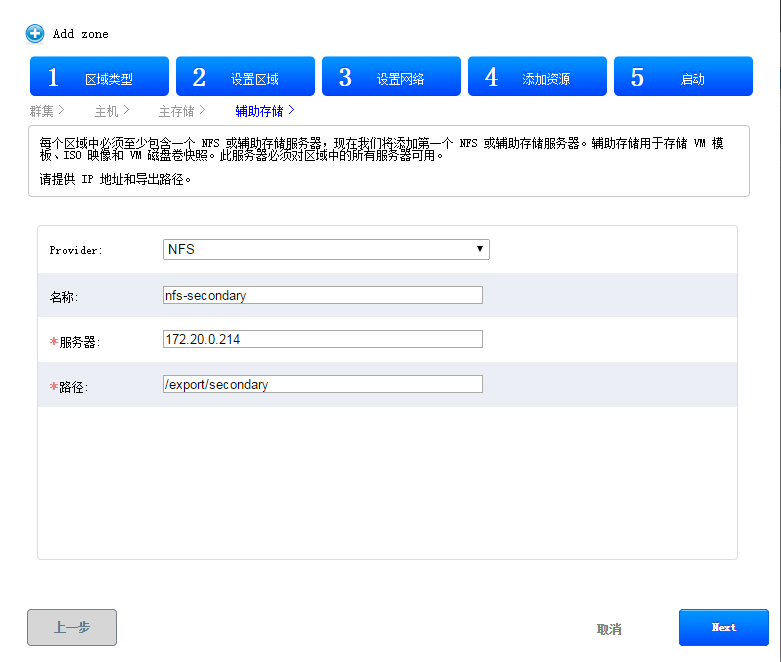 Add zone
1 区域类型 2 设置区域 3 设置网络 4 添加资源 5 启动
群集 > 主机 > 主存储 > 辅助存储 >
每个区域中必须至少包含一个 NFS 或辅助存储服务器，现在我们将添加第一个 NFS 或辅助存储服务器。辅助存储用于存储 VM 模
板、ISO 映像和 VM 磁盘卷快照。此服务器必须对区域中的所有服务器可用。
请提供 IP 地址和导出路径。
Provider: NFS
名称: nfs-secondary
*服务器: 172.20.0.214
*路径: /export/secondary
上一步 取消 Next